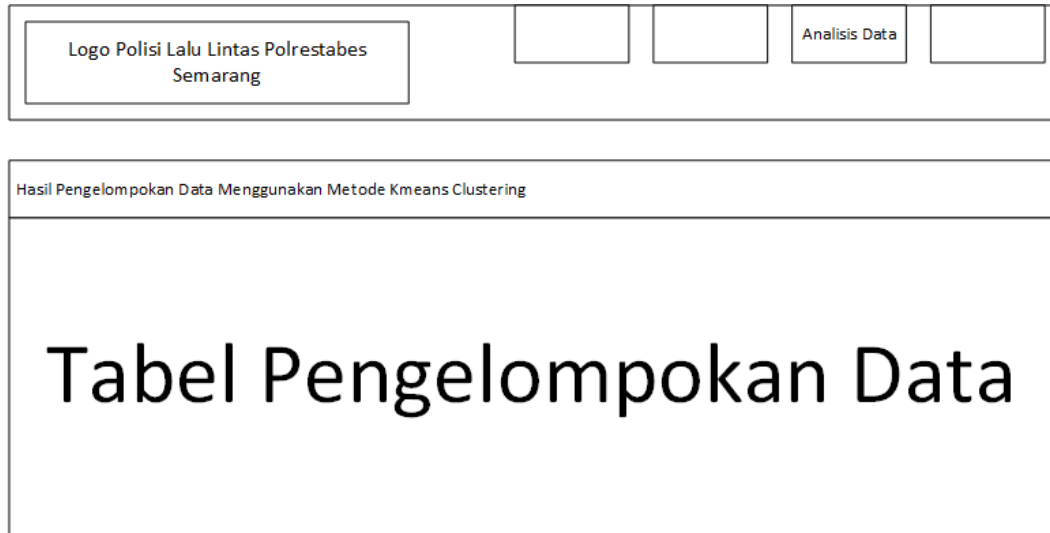 Logo Polisi Lalu Lintas Polrestabes
Semarang
Analisis Data
Hasil Pengelompokan Data Menggunakan Metode Kmeans Clustering
Tabel Pengelompokan Data